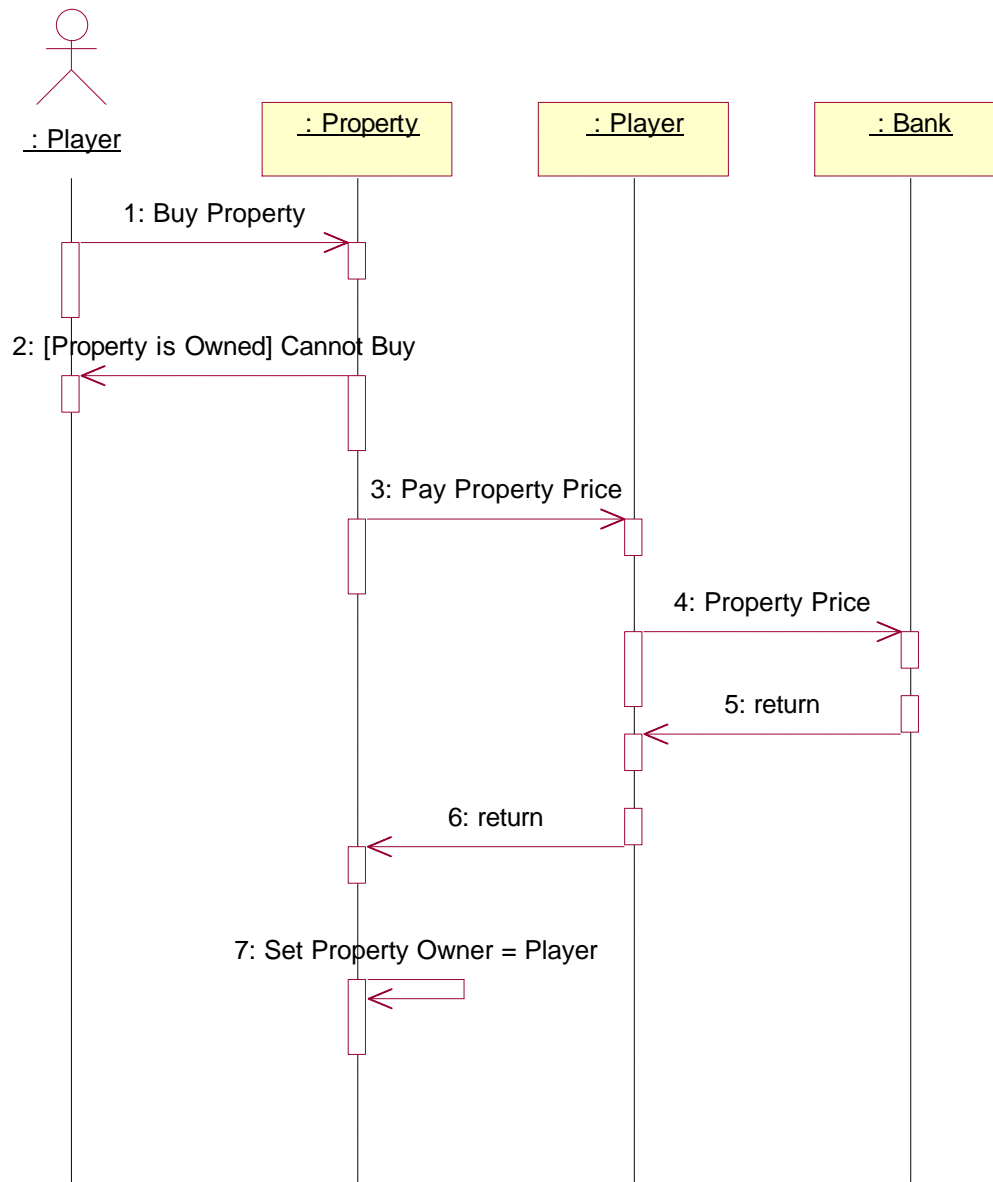 : Player
: Property
: Player
: Bank
1: Buy Property
2: [Property is Owned] Cannot Buy
3: Pay Property Price
4: Property Price
5: return
6: return
7: Set Property Owner = Player